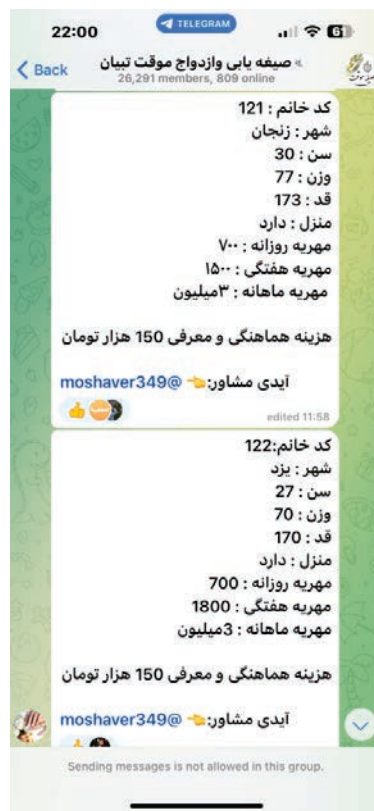 22:00
TELEGRAM
Back
صیغه یابی وازدواج موقت تبیان
26,291 members, 809 online
کد خانم : 121
شهر : زنجان
سن : 30
وزن : 77
قد : 173
منزل : دارد
مهریه روزانه : ۷۰۰
مهریه هفتگی : ۱۵۰۰
مهریه ماهانه : ۳میلیون
هزینه هماهنگی و معرفی 150 هزار تومان
آیدی مشاور:👈 @moshaver349
edited 11:58
کد خانم:122
شهر : یزد
سن : 27
وزن : 70
قد : 170
منزل : دارد
مهریه روزانه : 700
مهریه هفتگی : 1800
مهریه ماهانه : 3میلیون
هزینه هماهنگی و معرفی 150 هزار تومان
آیدی مشاور:👈 @moshaver349
Sending messages is not allowed in this group.